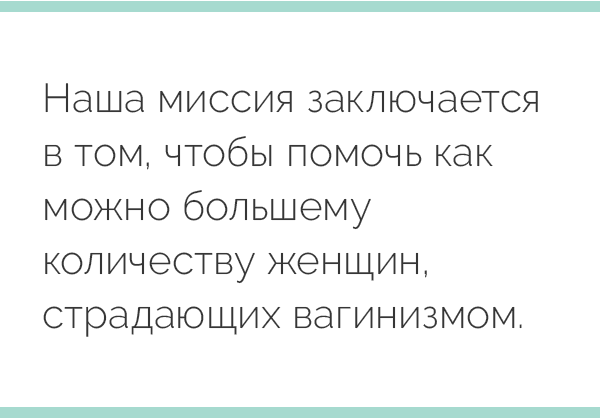 Наша миссия заключается
в том, чтобы помочь как
можно большему
количеству женщин,
страдающих вагинизмом.